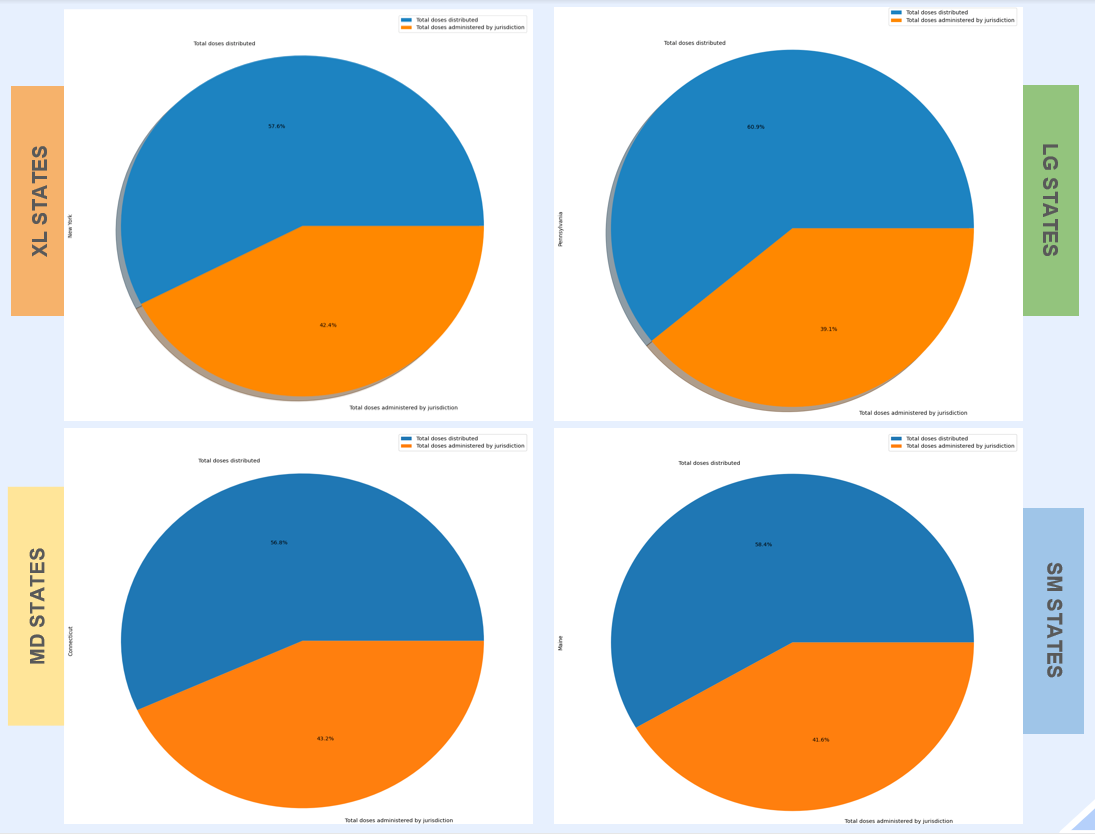 XL STATES
Total doses distributed
Total doses administered by jurisdiction
Total doses distributed
57.6%
New York
42.4%
Total doses administered by jurisdiction
Total doses distributed
Total doses administered by jurisdiction
Total doses distributed
60.9%
Pennsylvania
39.1%
Total doses administered by jurisdiction
LG STATES
MD STATES
Total doses distributed
Total doses administered by jurisdiction
Total doses distributed
56.8%
Connecticut
43.2%
Total doses administered by jurisdiction
Total doses distributed
Total doses administered by jurisdiction
Total doses distributed
58.4%
Maine
41.6%
Total doses administered by jurisdiction
SM STATES